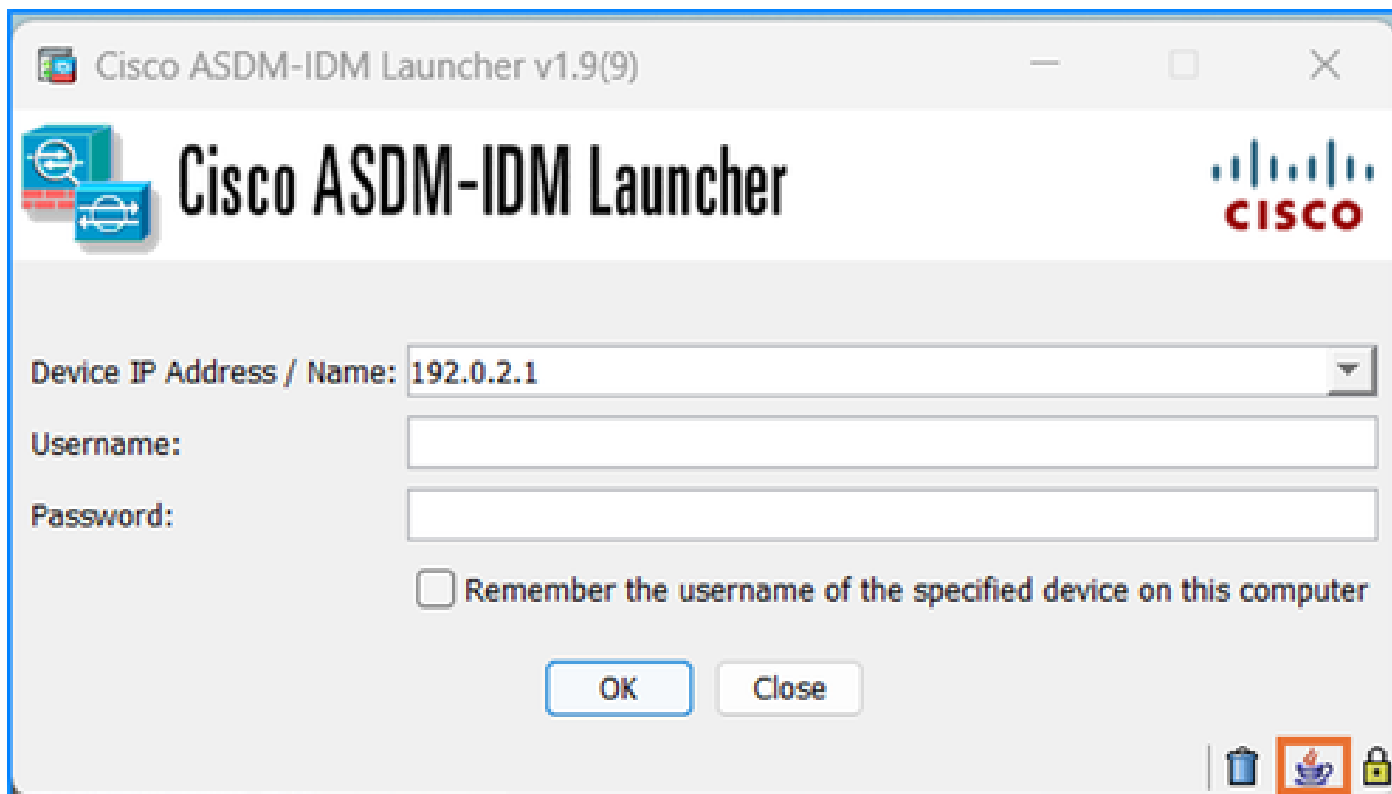 Cisco ASDM-IDM Launcher v1.9(9)
Cisco ASDM-IDM Launcher
CISCO
Device IP Address / Name: 192.0.2.1
Username:
Password:
Remember the username of the specified device on this computer
OK Close